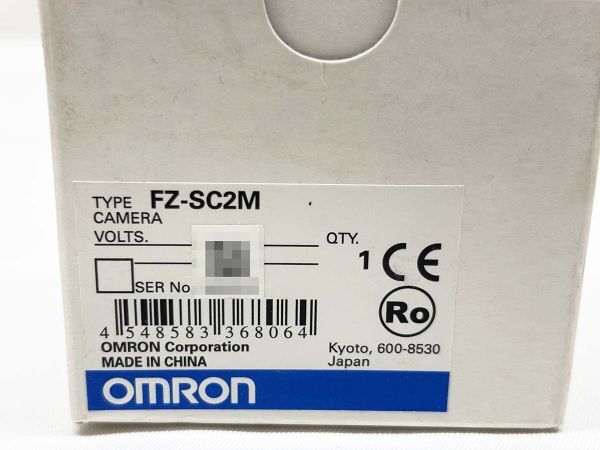 TYPE FZ-SC2M
CAMERA
VOLTS.
QTY.
1 CE
SER No
Ro
4 548583 368064
OMRON Corporation
MADE IN CHINA
Kyoto, 600-8530
Japan
OMRON